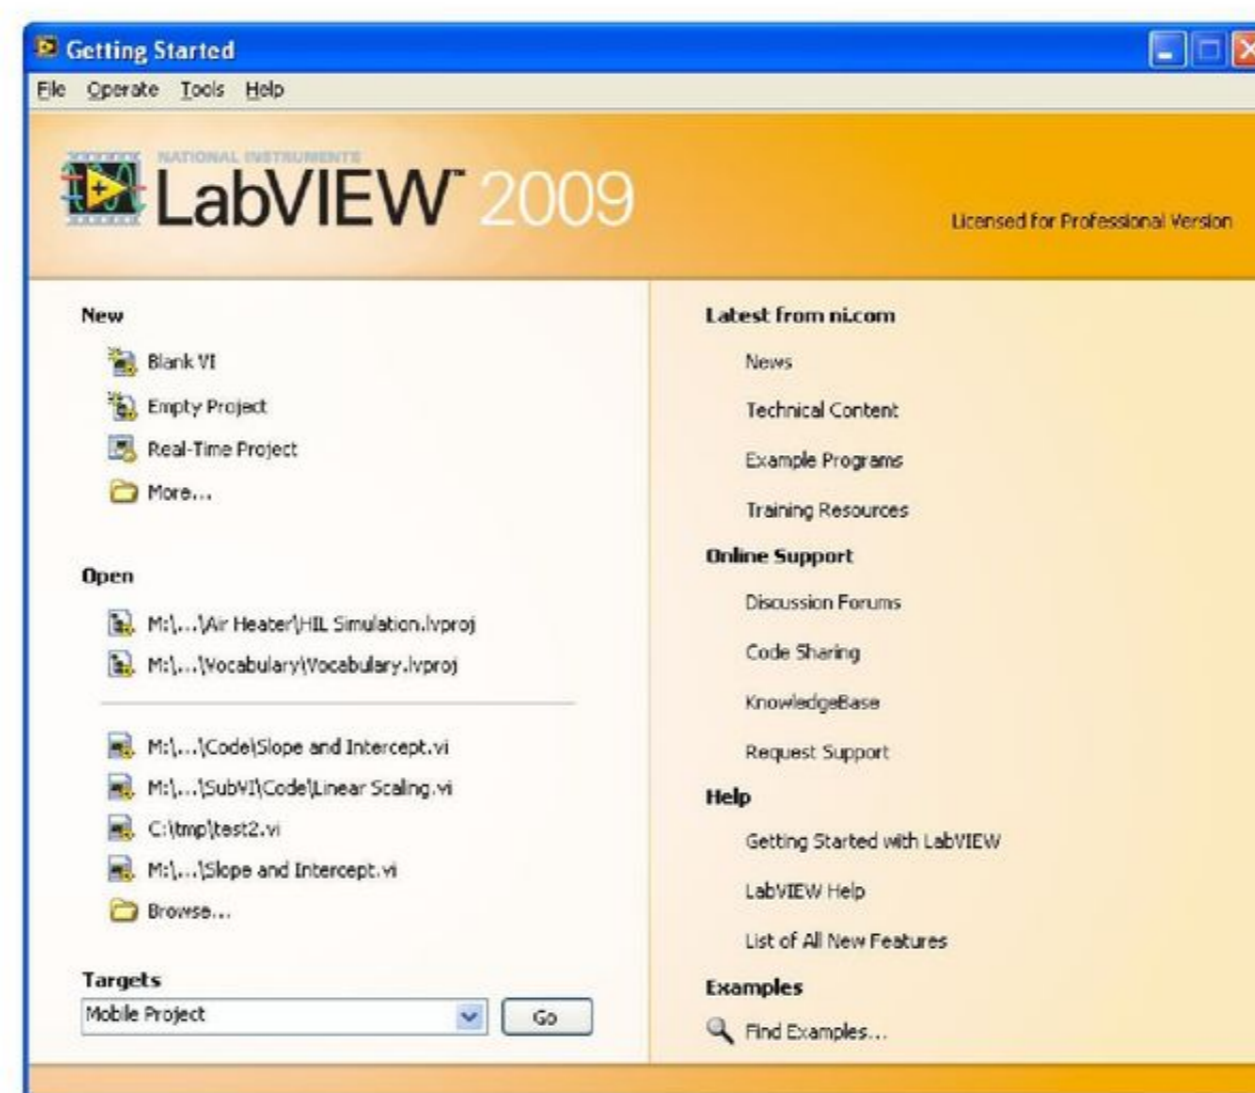 Getting Started
File Operate Tools Help
NATIONAL INSTRUMENTS
LabVIEW™ 2009
Licensed for Professional Version
New
Blank VI
Empty Project
Real-Time Project
More...
Open
M:\...\Air Heater\HIL Simulation.lvproj
M:\...\Vocabulary\Vocabulary.lvproj
M:\...\Code\Slope and Intercept.vi
M:\...\SubVI\Code\Linear Scaling.vi
C:\tmp\test2.vi
M:\...\Slope and Intercept.vi
Browse...
Targets
Mobile Project
Go
Latest from ni.com
News
Technical Content
Example Programs
Training Resources
Online Support
Discussion Forums
Code Sharing
KnowledgeBase
Request Support
Help
Getting Started with LabVIEW
LabVIEW Help
List of All New Features
Examples
Find Examples...